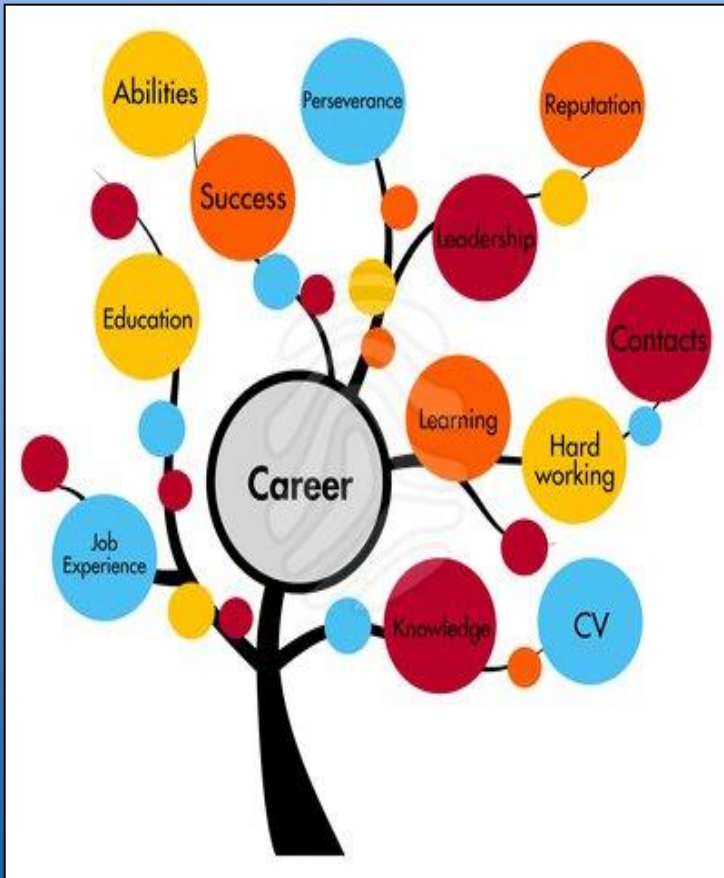 Abilities
Perseverance
Reputation
Success
Leadership
Education
Contacts
Learning
Hard
working
Career
Job
Experience
Knowledge
CV